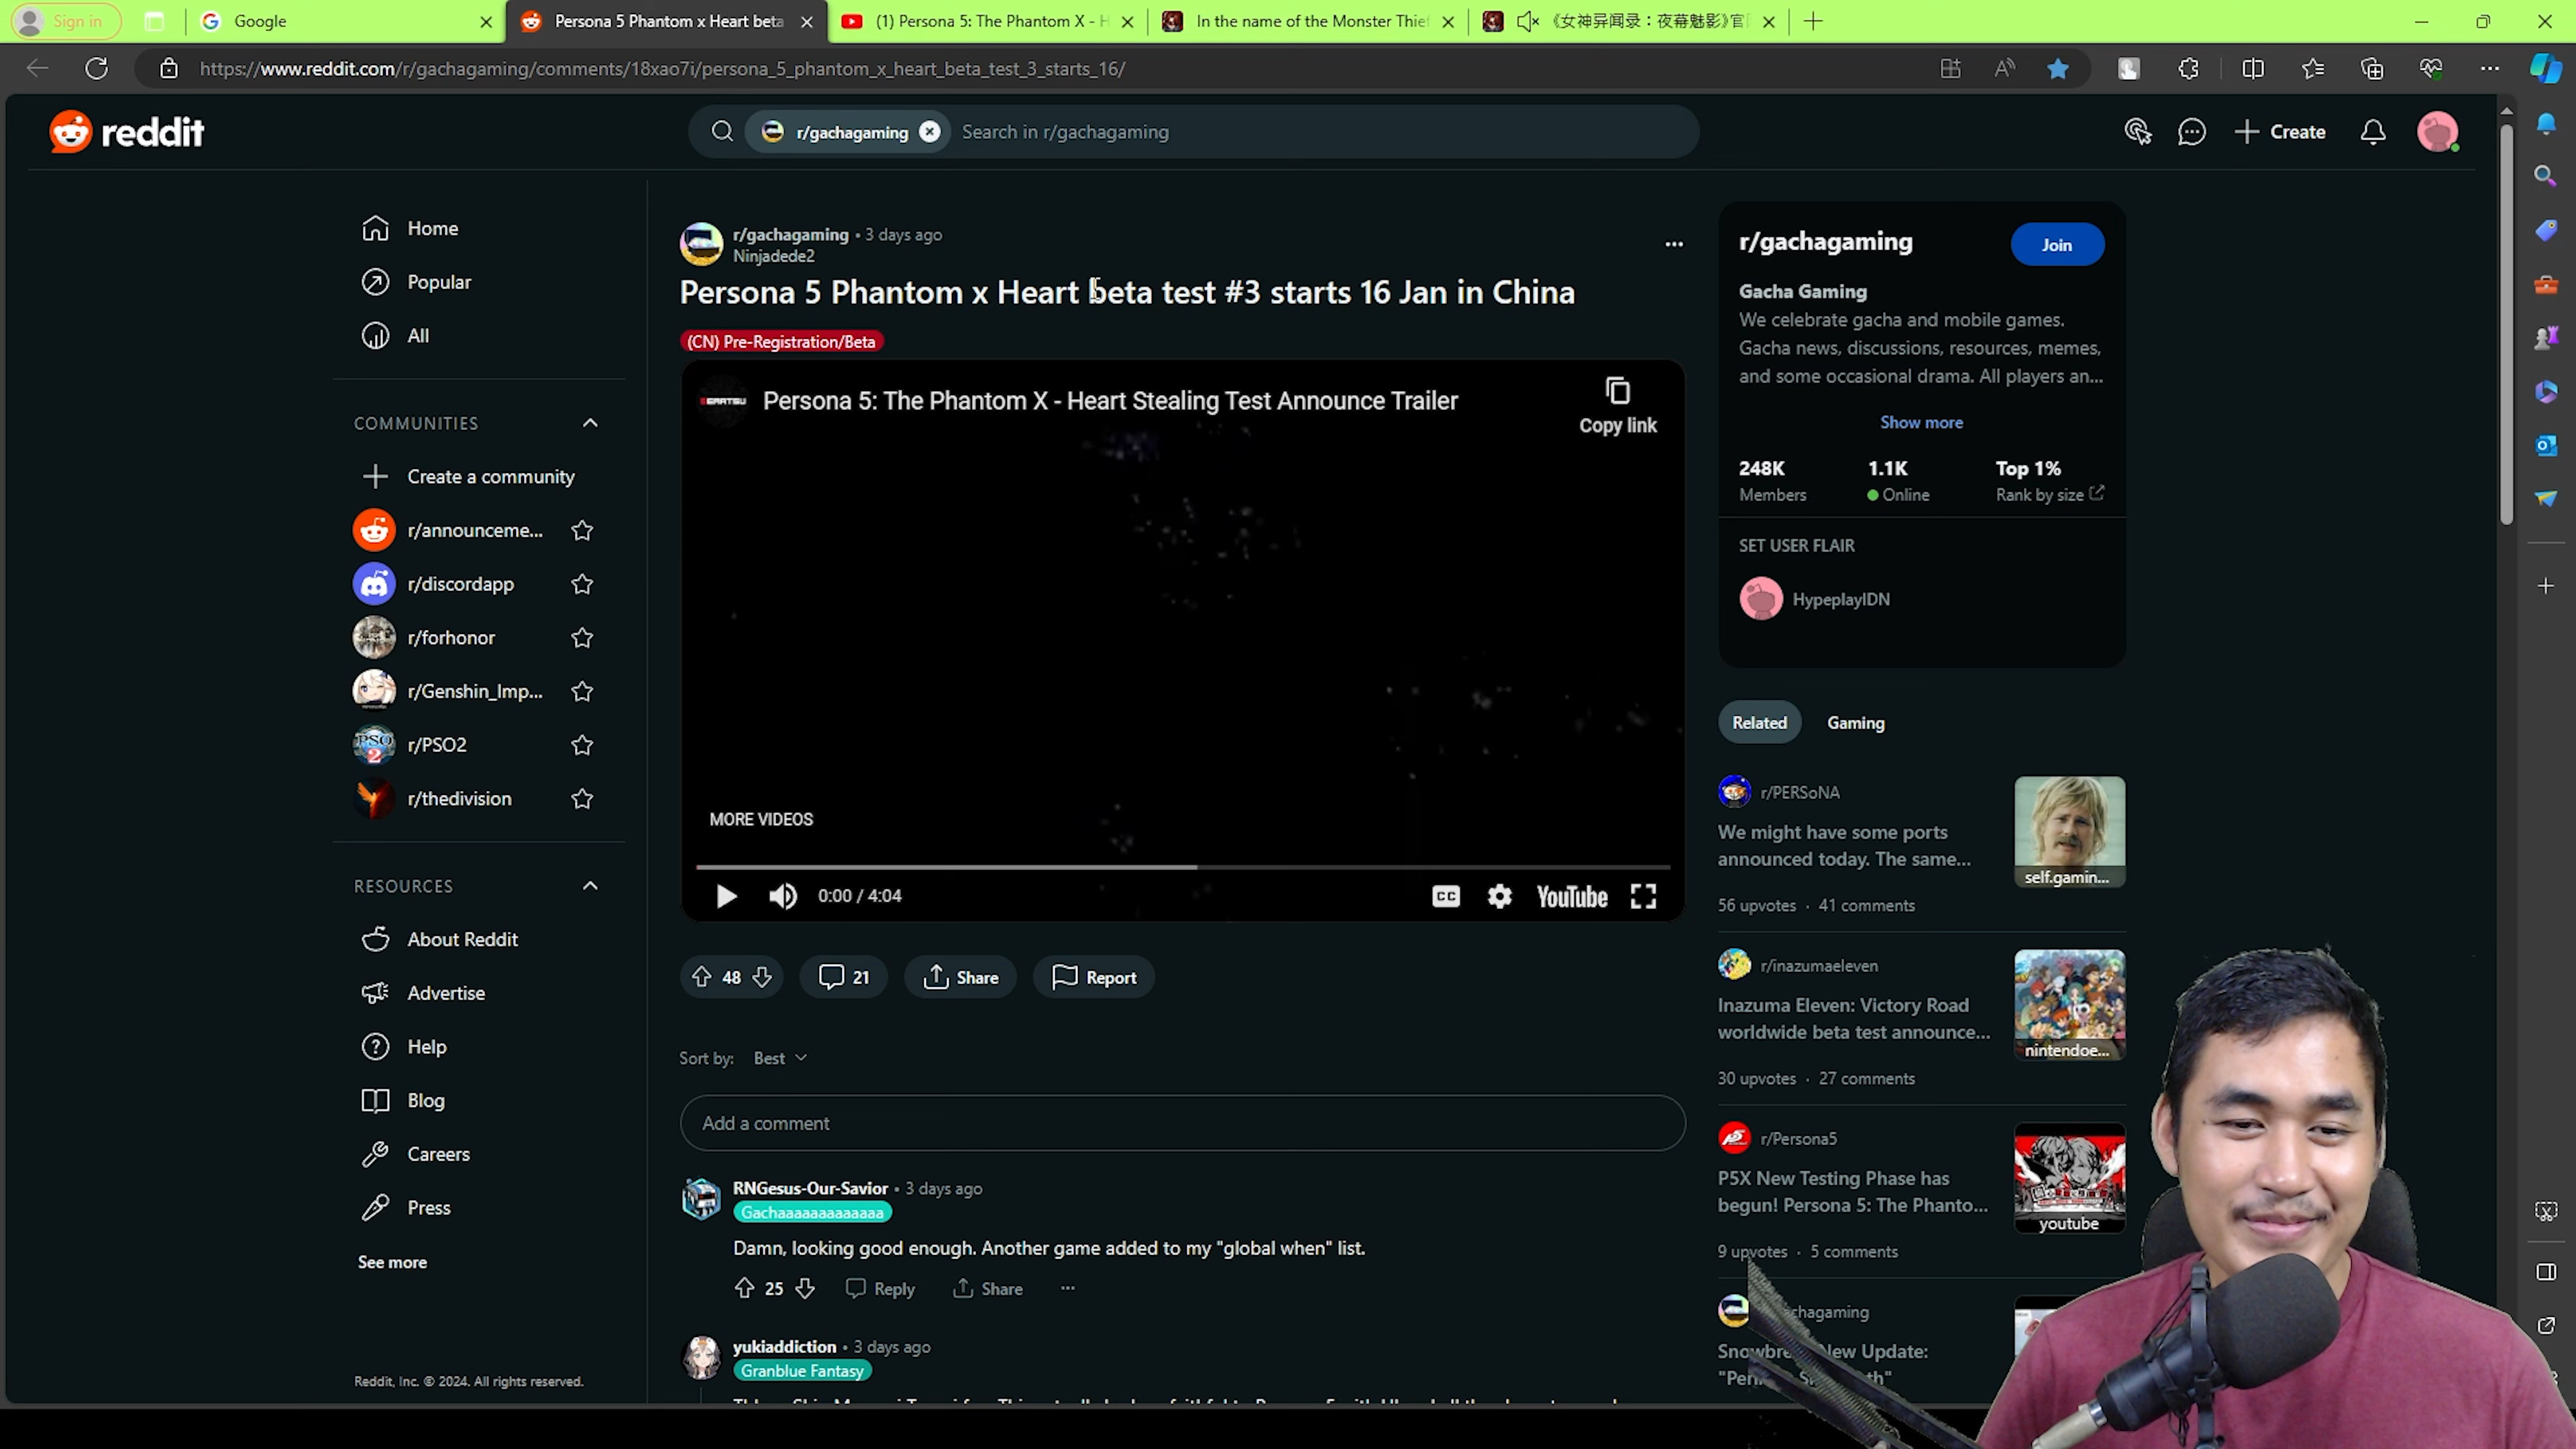 Sign in
Google
Persona 5 Phantom x Heart beta
(1) Persona 5: The Phantom X - H
In the name of the Monster Thief
《女神异闻录：夜幕魅影》官
https://www.reddit.com/r/gachagaming/comments/18xao7i/persona_5_phantom_x_heart_beta_test_3_starts_16/
reddit
r/gachagaming
Search in r/gachagaming
Create
Home
Popular
All
COMMUNITIES
Create a community
r/announceme...
r/discordapp
r/forhonor
r/Genshin_Imp...
r/PSO2
r/thedivision
RESOURCES
About Reddit
Advertise
Help
Blog
Careers
Press
See more
Reddit, Inc. © 2024. All rights reserved.
r/gachagaming • 3 days ago
Ninjadede2
Persona 5 Phantom x Heart beta test #3 starts 16 Jan in China
(CN) Pre-Registration/Beta
Persona 5: The Phantom X - Heart Stealing Test Announce Trailer
Copy link
MORE VIDEOS
0:00 / 4:04
CC
YouTube
48
21
Share
Report
Sort by: Best
Add a comment
RNGesus-Our-Savior • 3 days ago
Gachaaaaaaaaaaaaa
Damn, looking good enough. Another game added to my "global when" list.
25
Reply
Share
yukiaddiction • 3 days ago
Granblue Fantasy
r/gachagaming
Join
Gacha Gaming
We celebrate gacha and mobile games.
Gacha news, discussions, resources, memes,
and some occasional drama. All players an...
Show more
248K
Members
1.1K
Online
Top 1%
Rank by size
SET USER FLAIR
HypeplayIDN
Related
Gaming
r/PERSoNA
We might have some ports
announced today. The same...
self.gamin...
56 upvotes · 41 comments
r/inazumaeleven
Inazuma Eleven: Victory Road
worldwide beta test announce...
nintendoe...
30 upvotes · 27 comments
r/Persona5
P5X New Testing Phase has
begun! Persona 5: The Phanto...
youtube
9 upvotes · 5 comments
New Update: